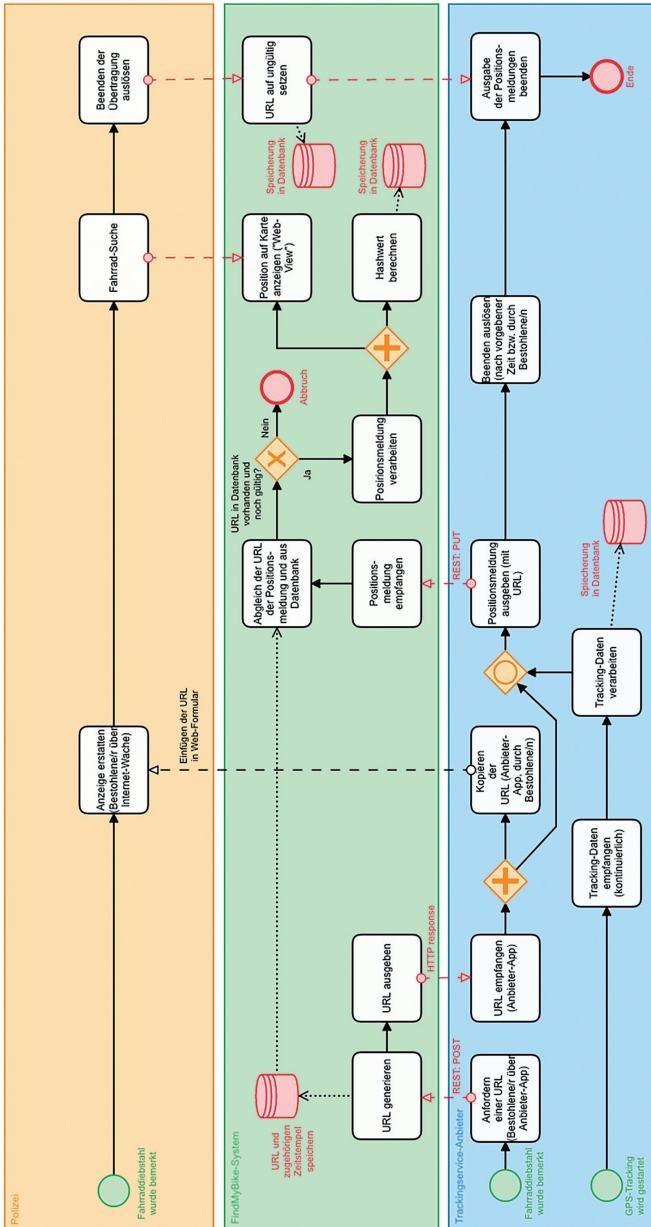 Polizei
Fahrraddiebstahl
wurde bemerkt
Anzeige erstatten
(Bestohlene/r über
Internet-Wache)
Einfügen der URL
in Web-Formular
Fahrrad-Suche
Beenden der
Übertragung
auslösen
FindMyBike-System
URL und
zugehörigen
Zeitstempel
speichern
URL generieren
URL ausgeben
Abgleich der URL
der Positions-
meldung und aus
Datenbank
Positions-
meldung
empfangen
URL in Datenbank
vorhanden und
noch gültig?
Nein
Abbruch
Ja
Posirionsmeldung
verarbeiten
Position auf Karte
anzeigen ("Web-
View")
Hashwert
berechnen
Speicherung
in Datenbank
URL auf ungültig
setzen
Speicherung
in Datenbank
REST: POST
HTTP response
REST: PUT
Trackingservice-Anbieter
Fahrraddiebstahl
wurde bemerkt
Anfordern
einer URL
(Bestohlene/r über
Anbieter-App)
URL empfangen
(Anbieter-App)
Kopieren
der
URL (Anbieter-
App, durch
Bestohlene/n)
Positionsmeldung
ausgeben (mit
URL)
Beenden auslösen
(nach vorgebener
Zeit bzw. durch
Bestohlene/n
Ausgabe
der Positions-
meldungen
beenden
Ende
GPS-Tracking
wird gestartet
Tracking-Daten
empfangen
(kontinuierlich)
Tracking-Daten
verarbeiten
Spiecherung
in Datenbank